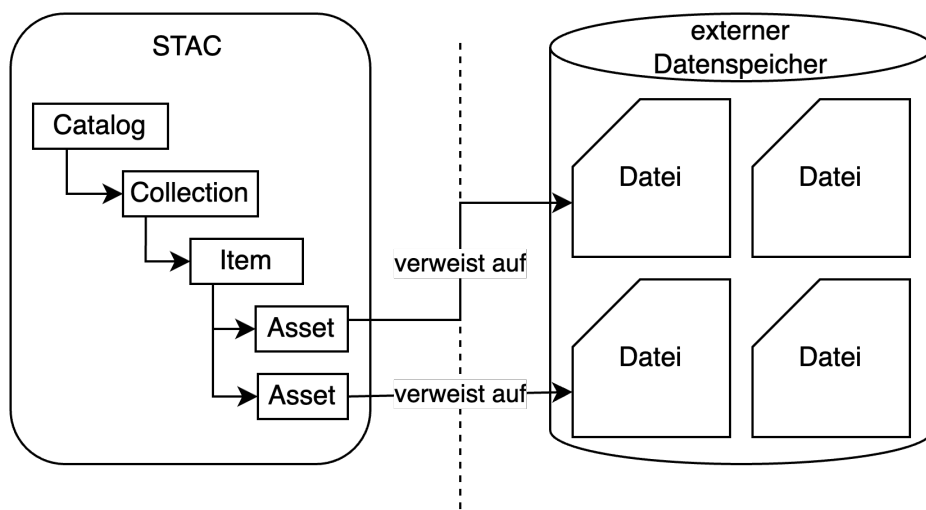 STAC
Catalog
Collection
Item
Asset
Asset
verweist auf
verweist auf
externer
Datenspeicher
Datei
Datei
Datei
Datei